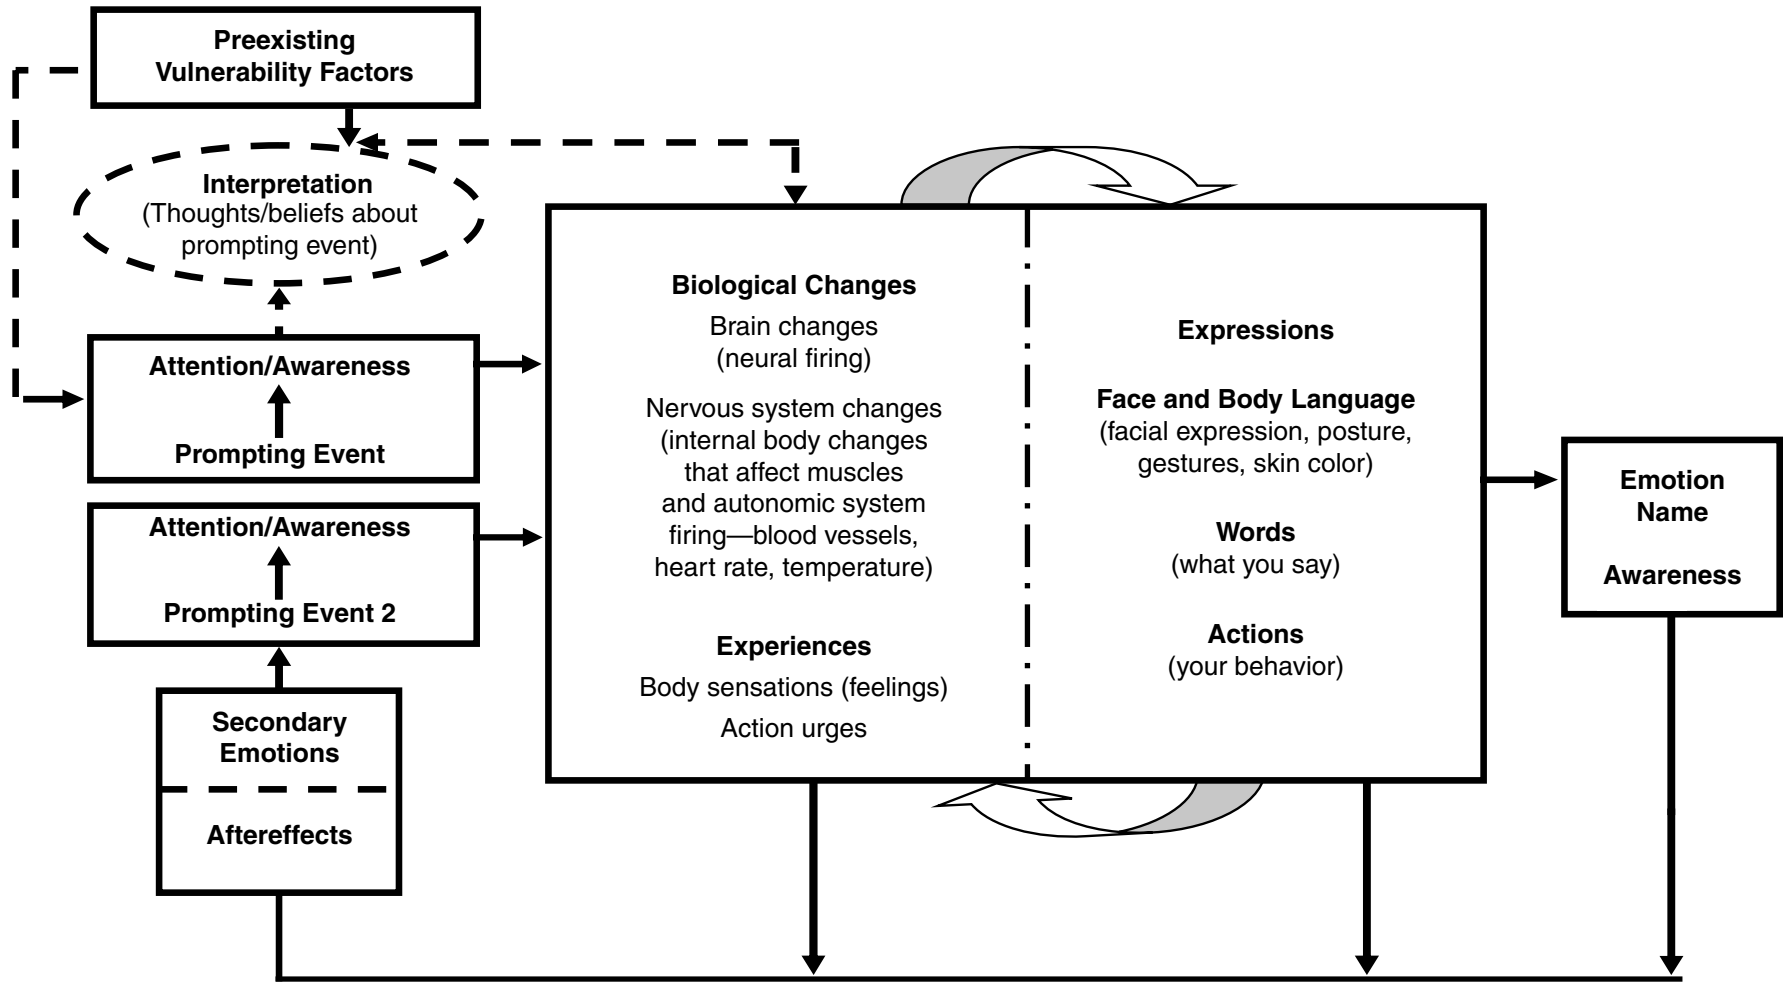 Preexisting
Vulnerability Factors
Interpretation
(Thoughts/beliefs about
prompting event)
Attention/Awareness
Prompting Event
Attention/Awareness
Prompting Event 2
Secondary
Emotions
Aftereffects
Biological Changes
Brain changes
(neural firing)
Nervous system changes
(internal body changes
that affect muscles
and autonomic system
firing—blood vessels,
heart rate, temperature)
Experiences
Body sensations (feelings)
Action urges
Expressions
Face and Body Language
(facial expression, posture,
gestures, skin color)
Words
(what you say)
Actions
(your behavior)
Emotion
Name
Awareness